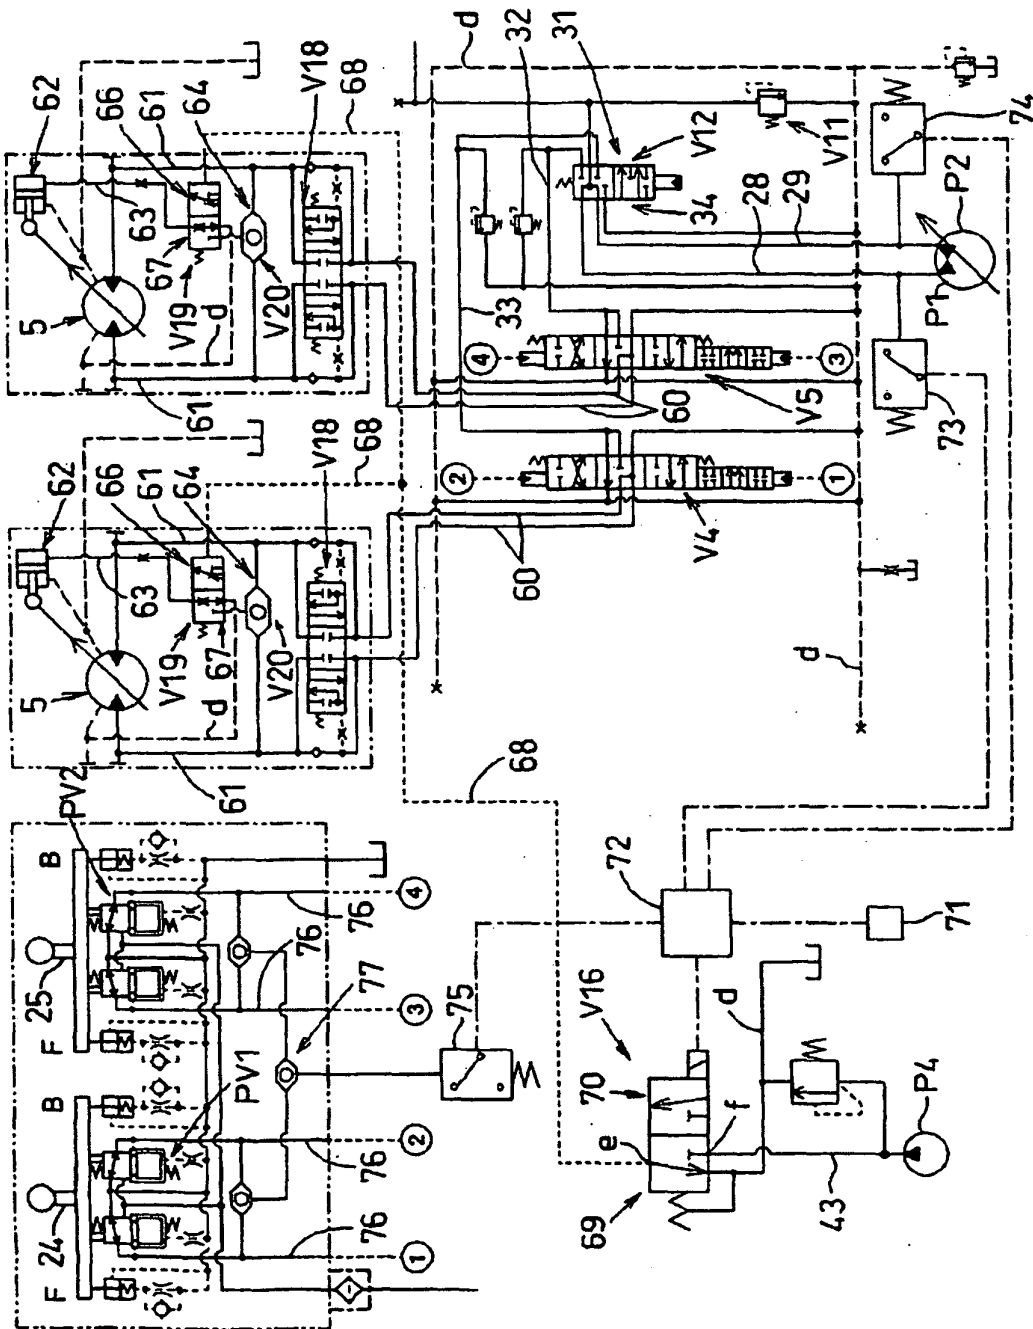 F 24 B F 25 B
PV2
5 62 5 62
66 63 63 66
V19 61 V19 61
d 67 64 67 d 64
61 61
PV1
V20 V20
V18 V18
76 76 77 76 76
68 68
1 2 3 4
75
2 4
33
d
60 68
32
31
69 e 70 V16
72
60
V4 V5 34 V12
f d
28 29
V11
d
1 3
43
P4
P1 P2
71 73 74